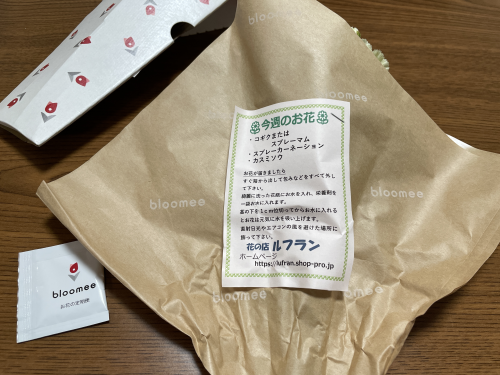 bloomee
bloomee
今週のお花
・コギクまたは
スプレーマム
・スプレーカーネーション
・カスミソウ
お花が届きましたら
すぐ箱から出して包みなどをすべて外し
て下さい。
綺麗に洗った花瓶にお水を入れ、栄養剤を
一袋お水に入れます。
茎の下を1cm位切ってからお水に入れる
とお花は元気に水を吸い上げます。
直射日光やエアコンの風を避けた場所に
飾って下さい。
花の店 ルフラン
ホームページ
https://lufran.shop-pro.jp/
bloomee
bloomee
bloomee
bloomee
bloomee
お花の定期便